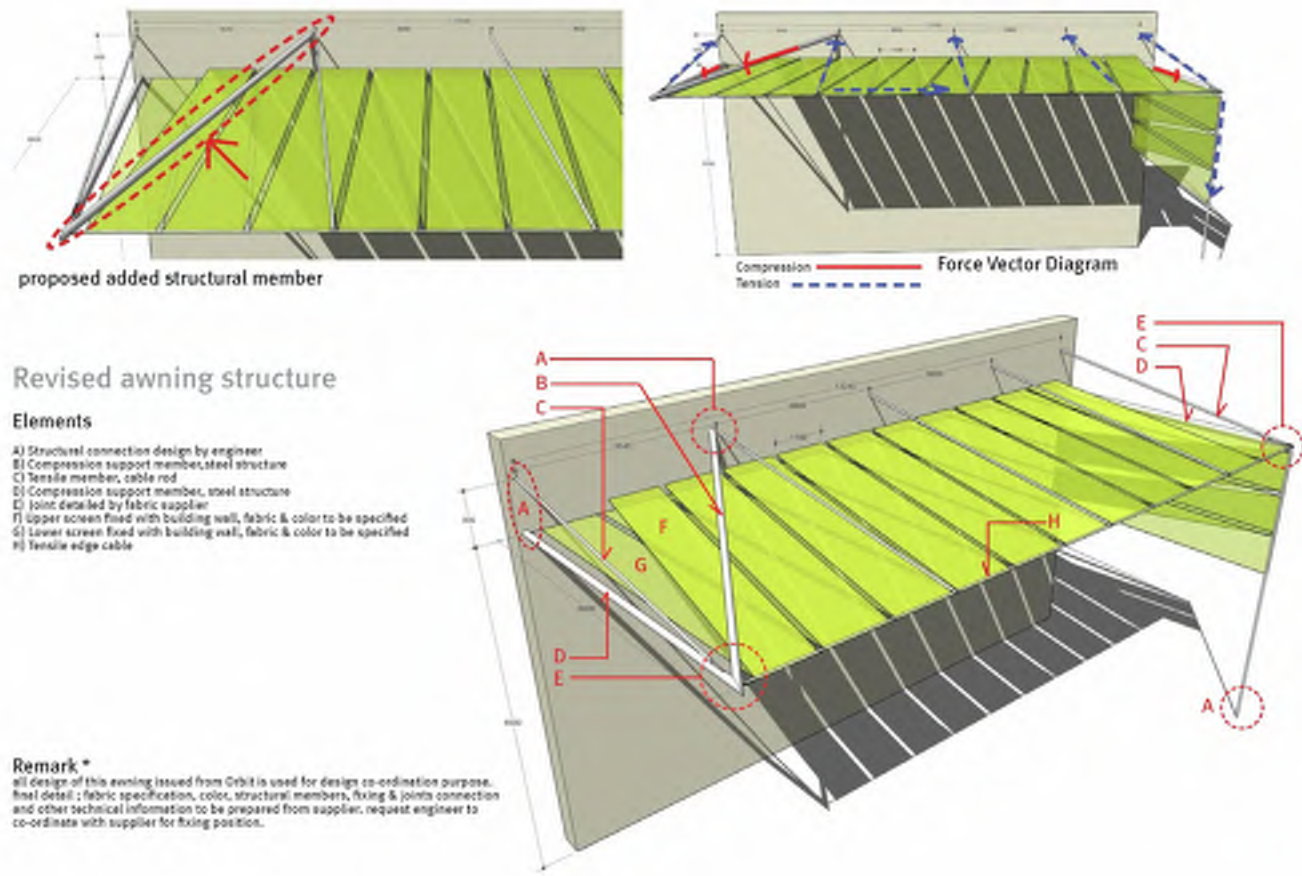 proposed added structural member
Compression
Tension
Force Vector Diagram
Revised awning structure
Elements
A) Structural connection design by engineer
B) Compression support member,steel structure
C) Tensile member, cable rod
D) Compression support member, steel structure
E) Joint detailed by fabric supplier
F) Upper screen fixed with building wall, fabric & color to be specified
G) Lower screen fixed with building wall, fabric & color to be specified
H) Tensile edge cable
A
B
C
E
C
D
A
F
G
H
D
E
A
Remark *
all design of this awning issued from Orbit is used for design co-ordination purpose.
final detail ; fabric specification, color, structural members, fixing & joints connection
and other technical information to be prepared from supplier. request engineer to
co-ordinate with supplier for fixing position.